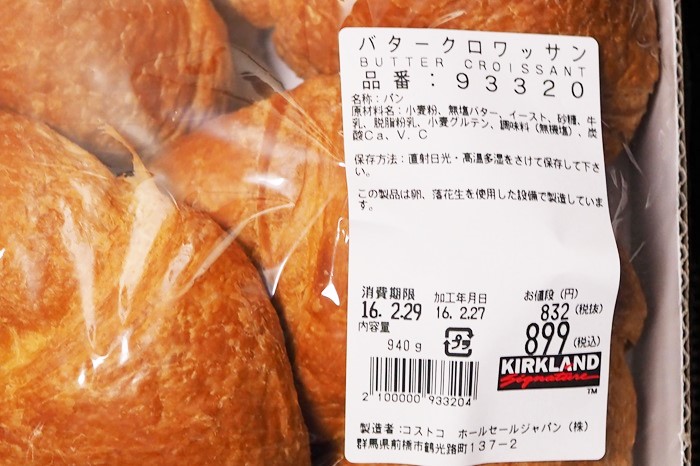 バタークロワッサン
BUTTER CROISSANT
品番：93320
名称：パン
原材料名：小麦粉、無塩バター、イースト、砂糖、牛
乳、脱脂粉乳、小麦グルテン、調味料（無機塩）、炭
酸Ca、V.C
保存方法：直射日光・高温多湿をさけて保存して下さ
い。
この製品は卵、落花生を使用した設備で製造していま
す。
消費期限 加工年月日 お値段（円）
16.2.29 16.2.27 832（税抜）
内容量 899（税込）
940g プラ
KIRKLAND
Signature™
2 100000 933204
製造者：コストコ ホールセールジャパン（株）
群馬県前橋市鶴光路町137-2